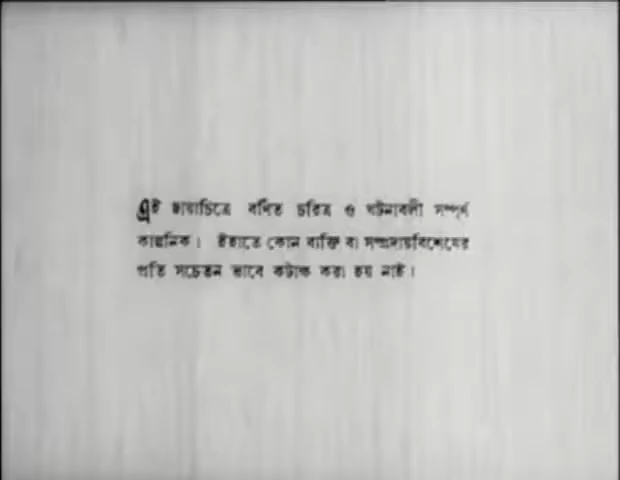 এই ছায়াচিত্রে বর্ণিত চরিত্র ও ঘটনাবলী সম্পূর্ণ
কাল্পনিক। ইহাতে কোন ব্যক্তি বা সম্প্রদায়বিশেষের
প্রতি সচেতন ভাবে কটাক্ষ করা হয় নাই।